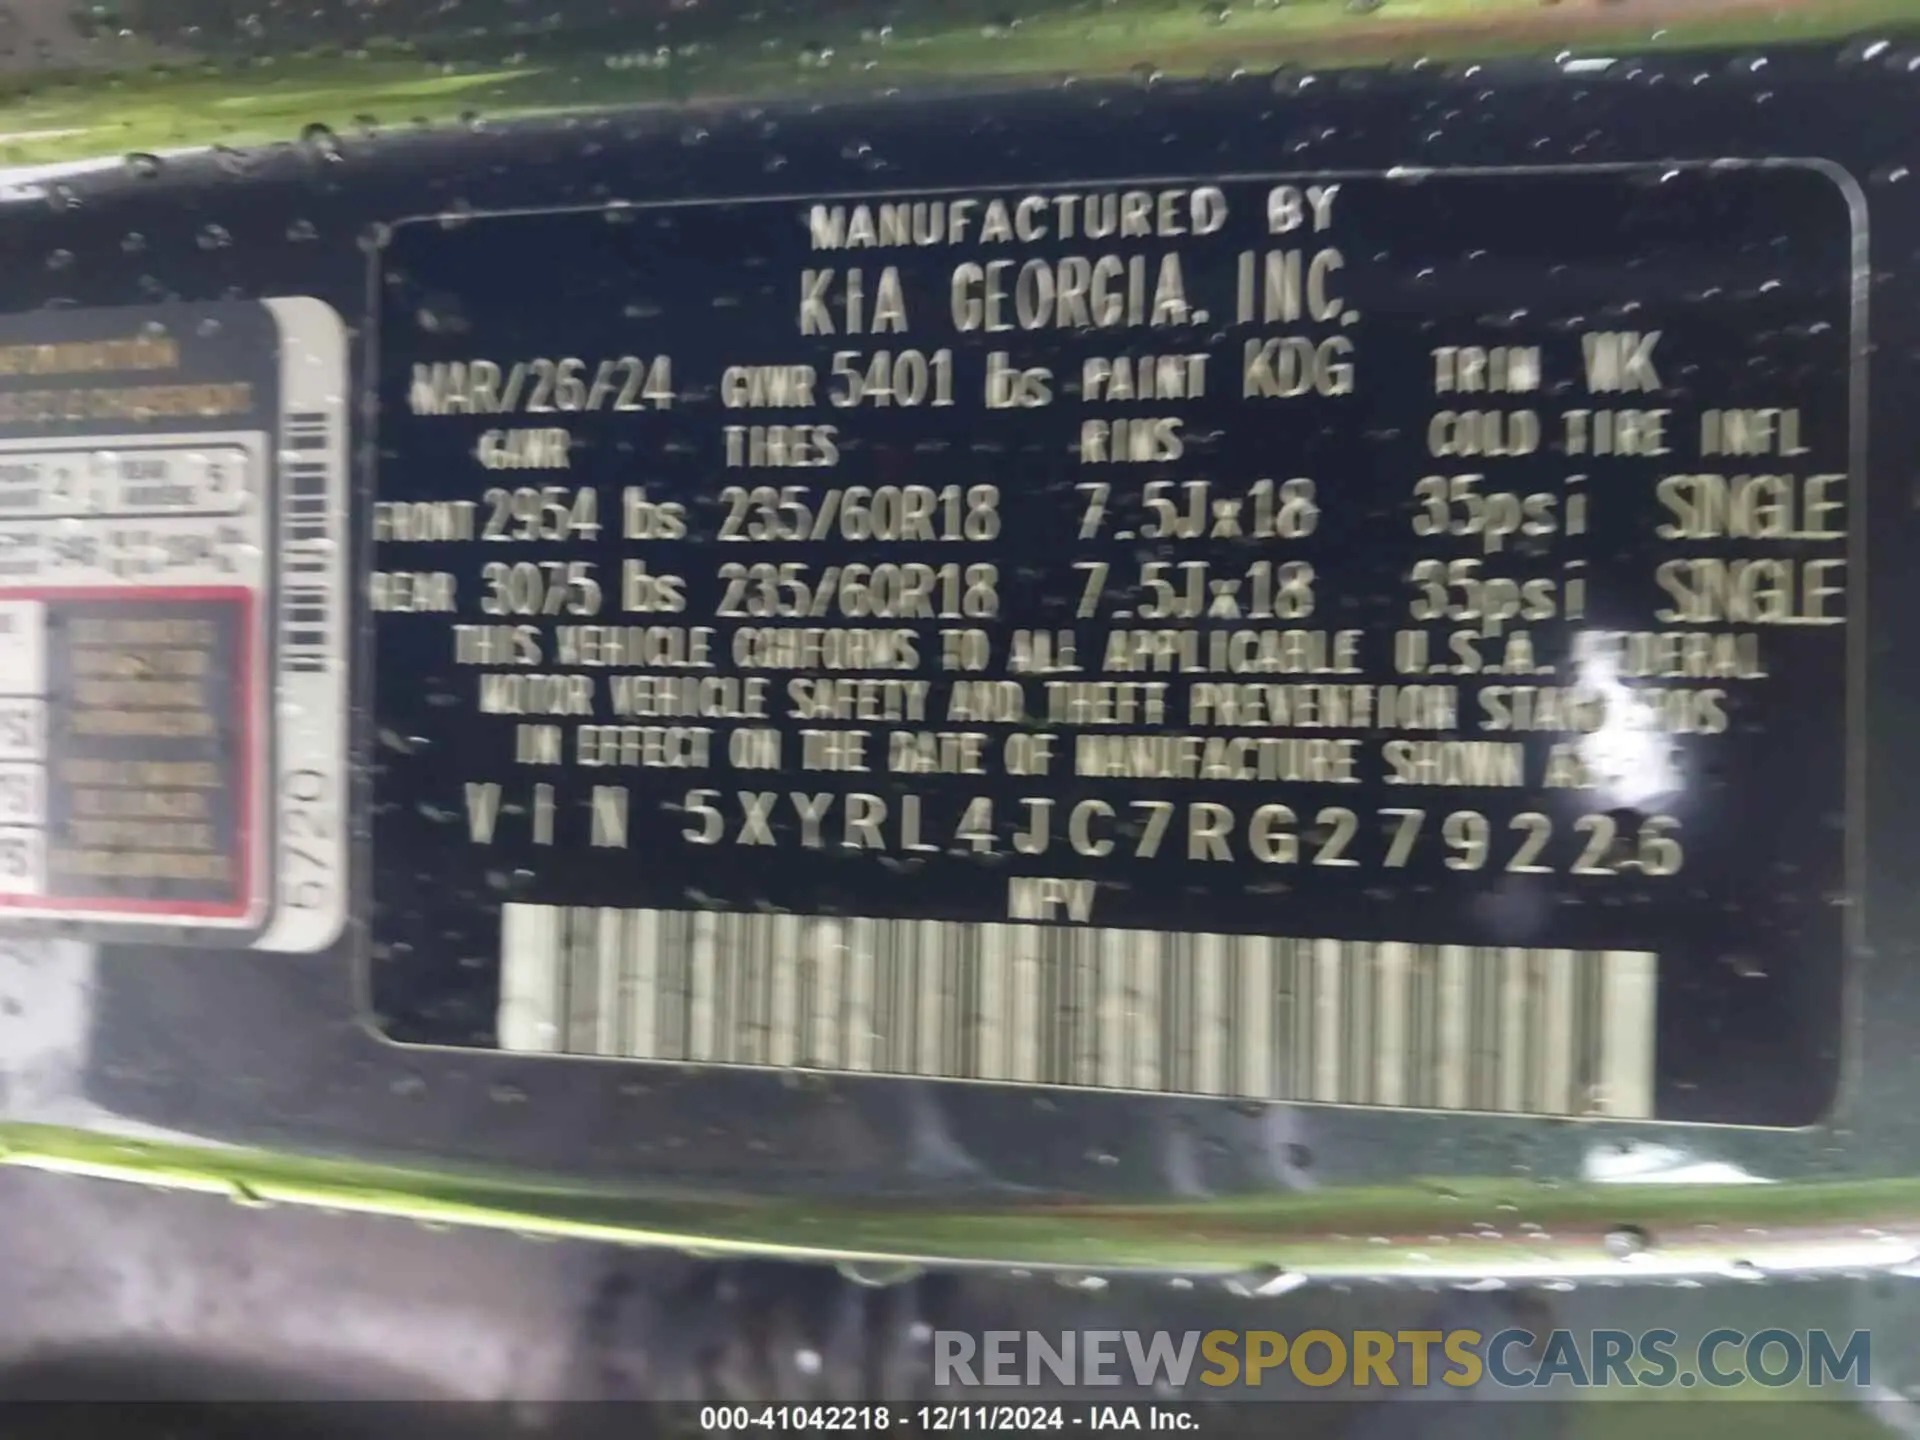 MANUFACTURED BY
KIA GEORGIA, INC.
MAR/26/24 GVWR 5401 lbs PAINT KDG TRIM WK
GAWR TIRES RIMS COLD TIRE INFL
FRONT 2954 lbs 235/60R18 7.5Jx18 35psi SINGLE
REAR 3075 lbs 235/60R18 7.5Jx18 35psi SINGLE
THIS VEHICLE CONFORMS TO ALL APPLICABLE U.S.A. FEDERAL
MOTOR VEHICLE SAFETY AND THEFT PREVENTION STANDARDS
IN EFFECT ON THE DATE OF MANUFACTURE SHOWN
VIN 5XYRL4JC7RG279226
MPV
RENEWSPORTSCARS.COM
000-41042218 - 12/11/2024 - IAA Inc.